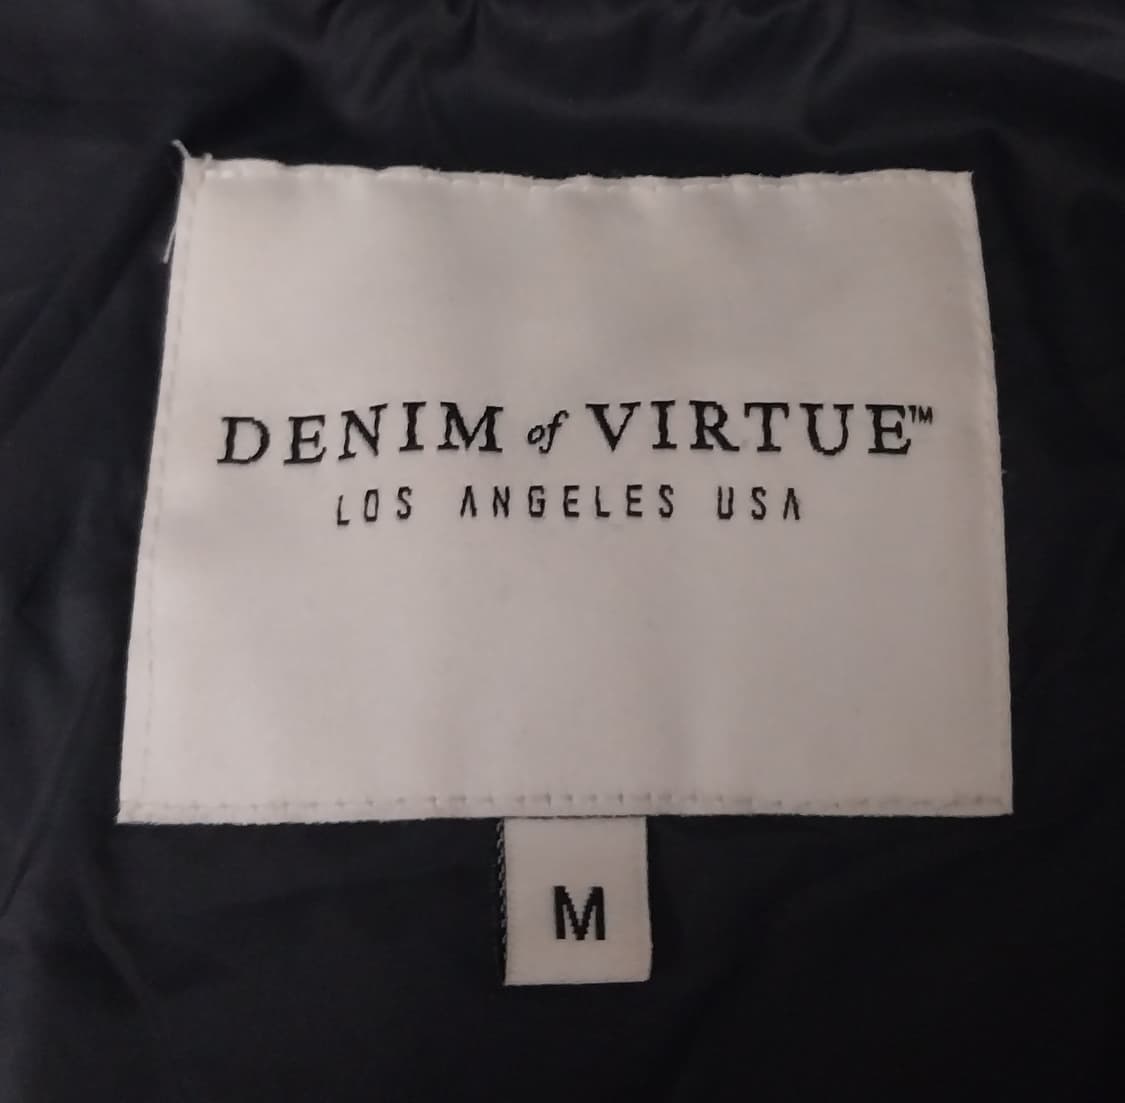 DENIM of VIRTUE™
LOS ANGELES USA
M